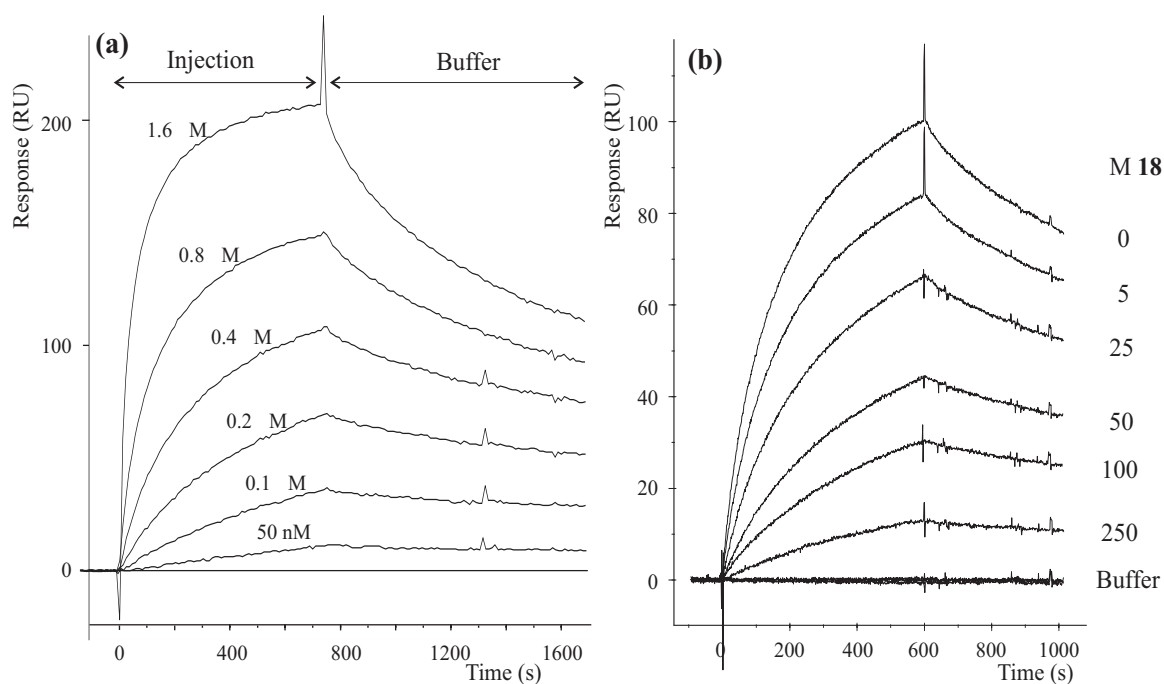 (a)
Injection
Buffer
Response (RU)
200
100
0
1.6 M
0.8 M
0.4 M
0.2 M
0.1 M
50 nM
0 400 800 1200 1600
Time (s)
(b)
Response (RU)
100
80
60
40
20
0
M 18
0
5
25
50
100
250
Buffer
0 200 400 600 800 1000
Time (s)